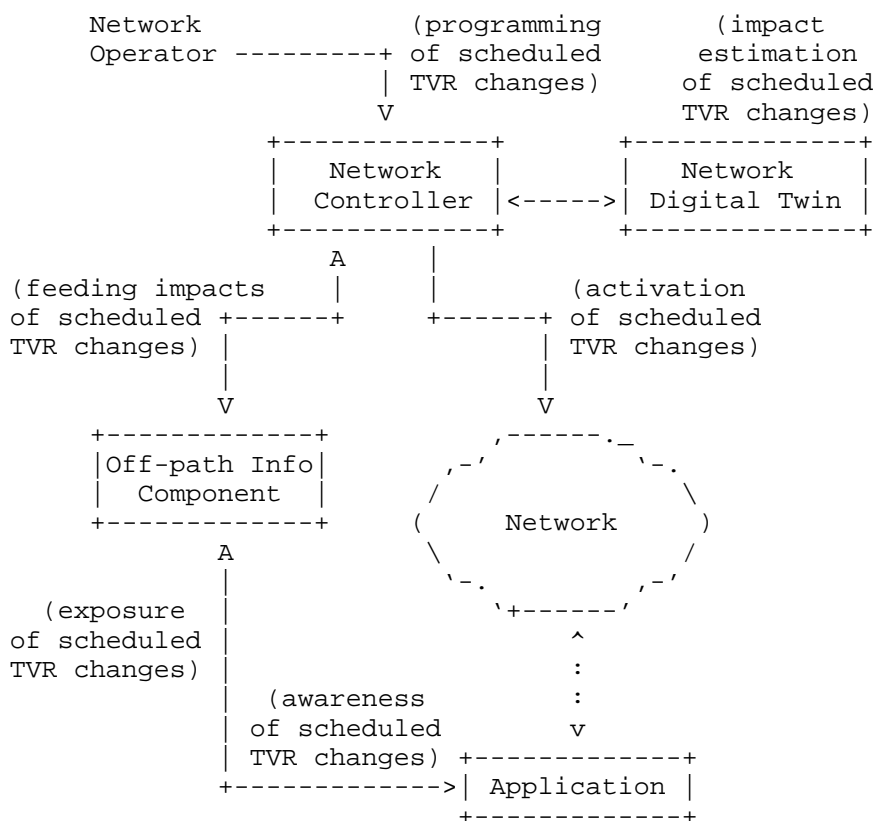 Network
Operator
(programming
of scheduled
TVR changes)
(impact
estimation
of scheduled
TVR changes)
Network
Controller
Network
Digital Twin
(feeding impacts
of scheduled
TVR changes)
(activation
of scheduled
TVR changes)
Off-path Info
Component
Network
(exposure
of scheduled
TVR changes)
(awareness
of scheduled
TVR changes)
Application